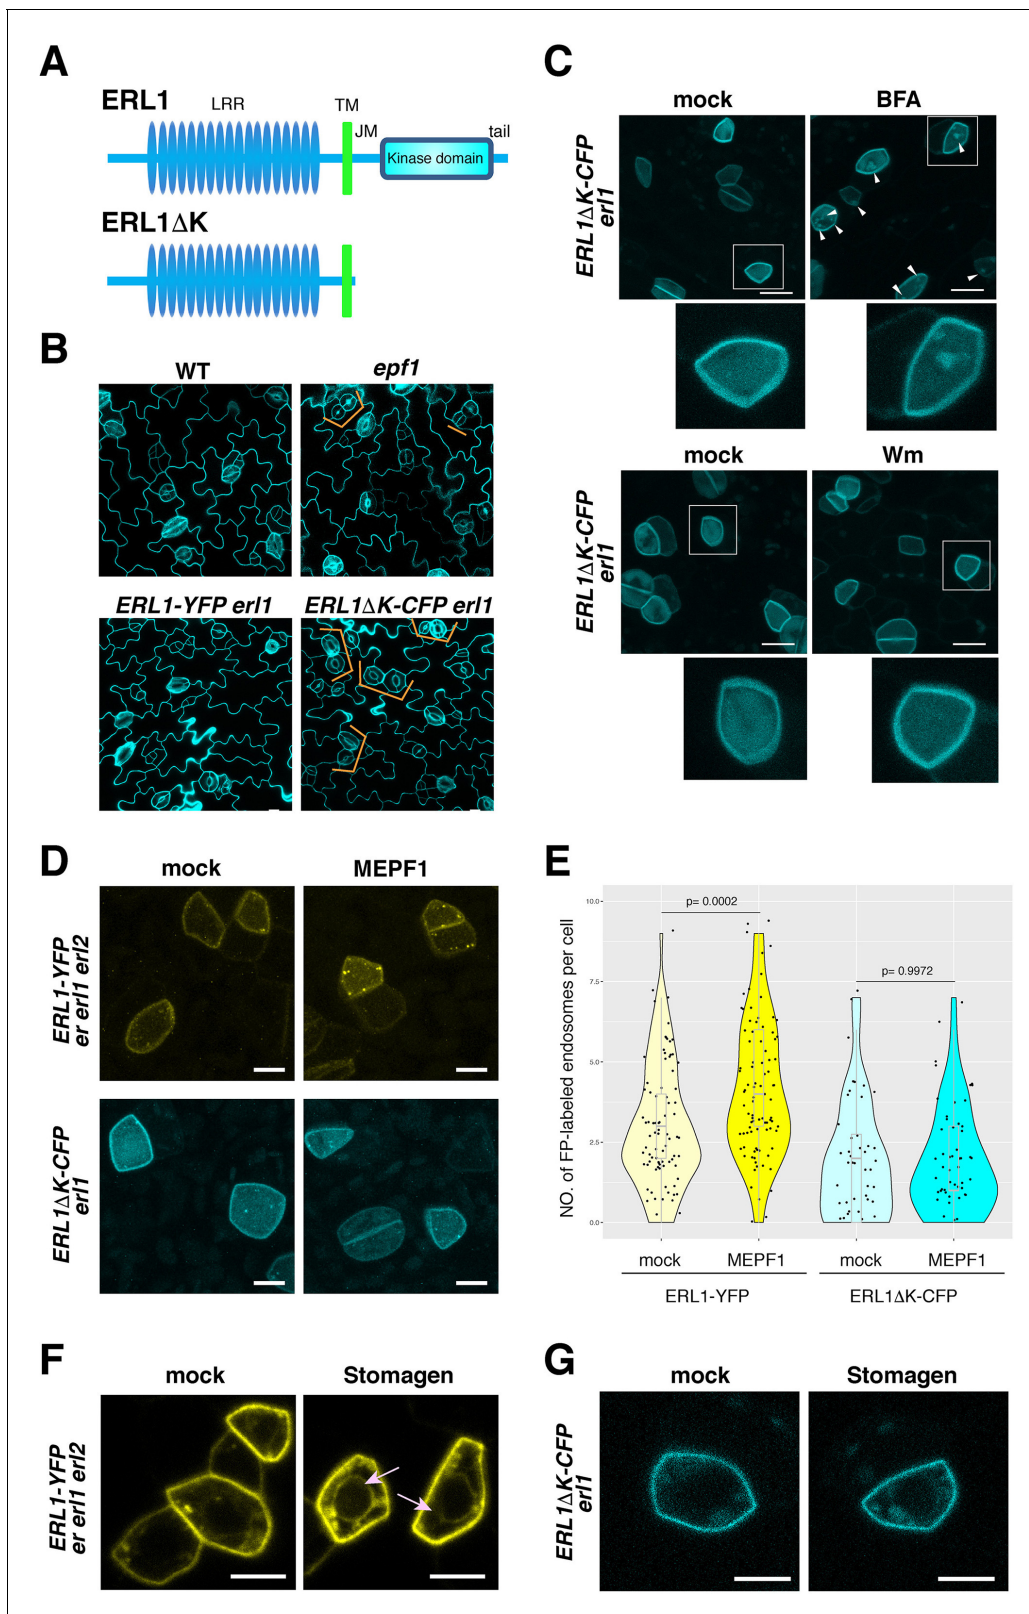 A
ERL1
LRR
TM
JM
tail
Kinase domain
ERL1ΔK
B
WT
epf1
ERL1-YFP erl1
ERL1ΔK-CFP erl1
C
mock
BFA
ERL1ΔK-CFP
erl1
mock
Wm
ERL1ΔK-CFP
erl1
D
mock
MEPF1
ERL1-YFP
er erl1 erl2
ERL1ΔK-CFP
erl1
E
NO. of FP-labeled endosomes per cell
10.0
7.5
5.0
2.5
0.0
p= 0.0002
p= 0.9972
mock
MEPF1
mock
MEPF1
ERL1-YFP
ERL1ΔK-CFP
F
mock
Stomagen
ERL1-YFP
er erl1 erl2
G
mock
Stomagen
ERL1ΔK-CFP
erl1